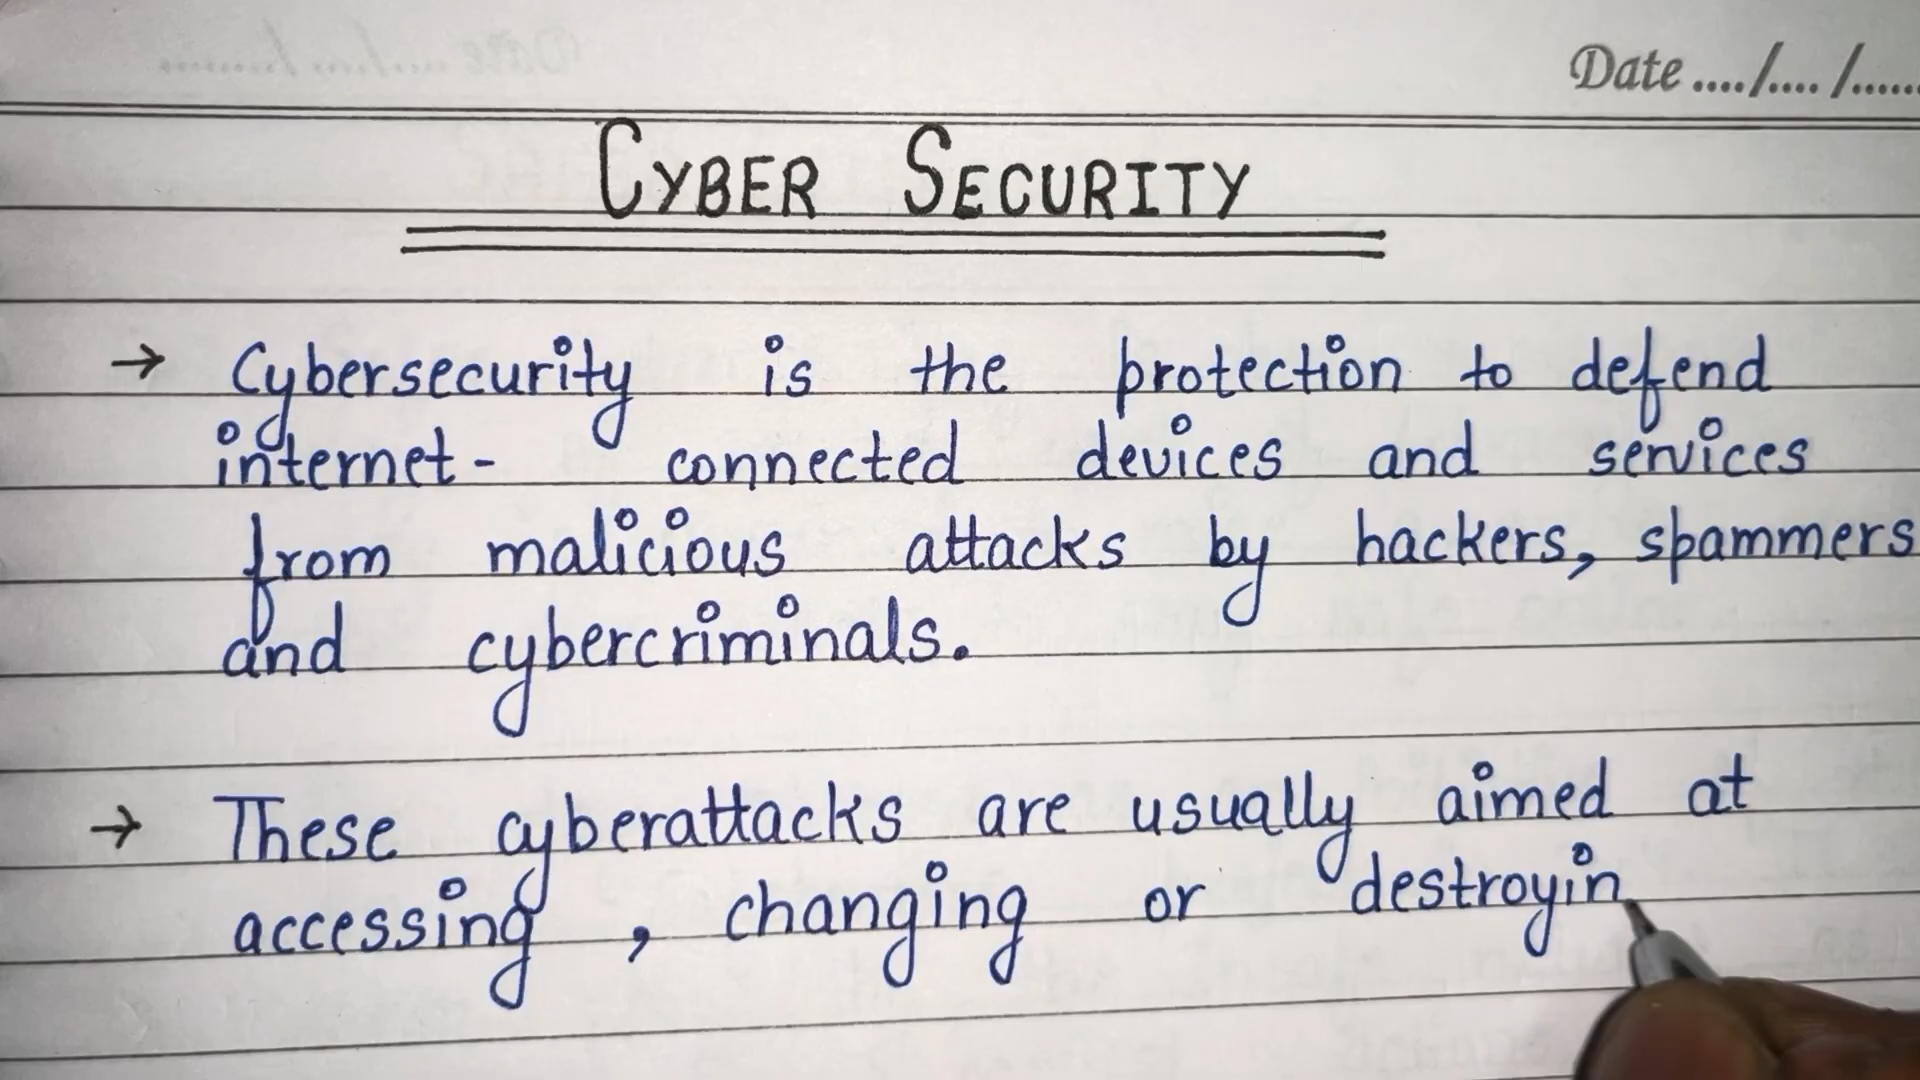 Date ..../..../......
CYBER SECURITY
→ Cybersecurity is the protection to defend
internet- connected devices and services
from malicious attacks by hackers, spammers
and cybercriminals.
→ These cyberattacks are usually aimed at
accessing , changing or destroyin